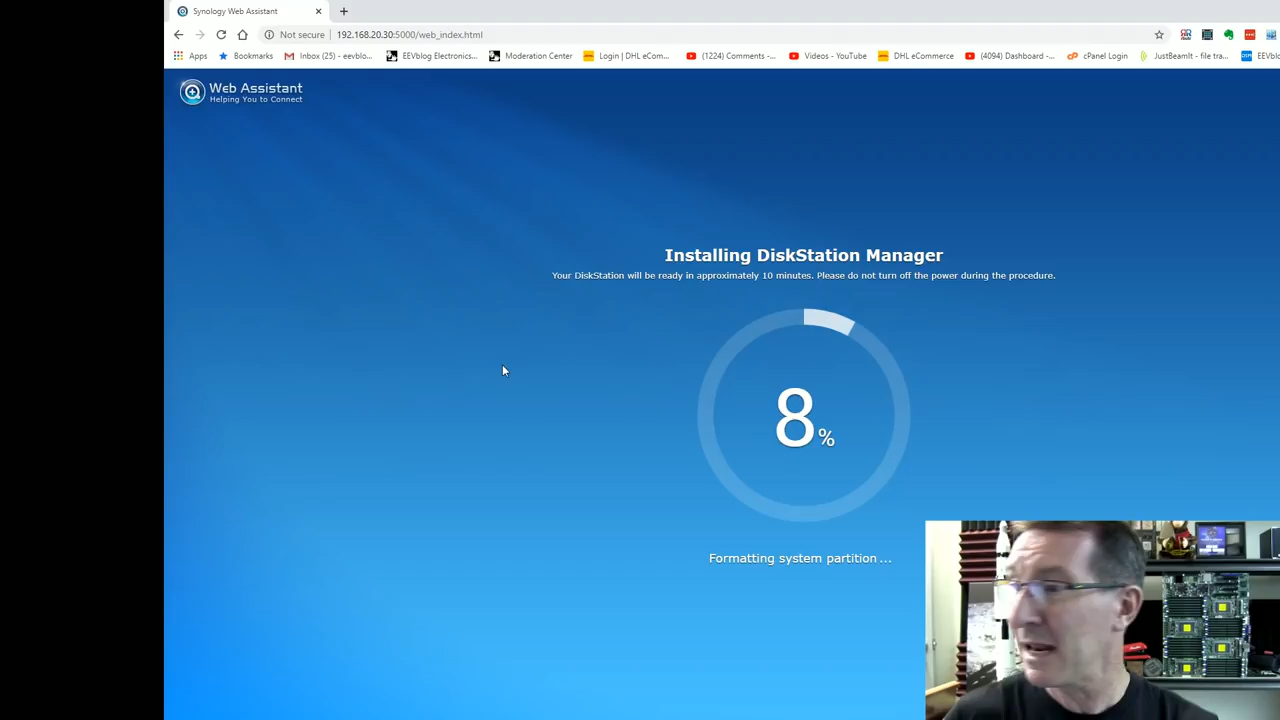 Synology Web Assistant
Not secure | 192.168.20.30:5000/web_index.html
Apps Bookmarks Inbox (25) - eevblo... EEVblog Electronics... Moderation Center Login | DHL eCom... (1224) Comments -... Videos - YouTube DHL eCommerce (4094) Dashboard -... cPanel Login JustBeamIt - file tra... EEVblo
Web Assistant
Helping You to Connect
Installing DiskStation Manager
Your DiskStation will be ready in approximately 10 minutes. Please do not turn off the power during the procedure.
8%
Formatting system partition ...